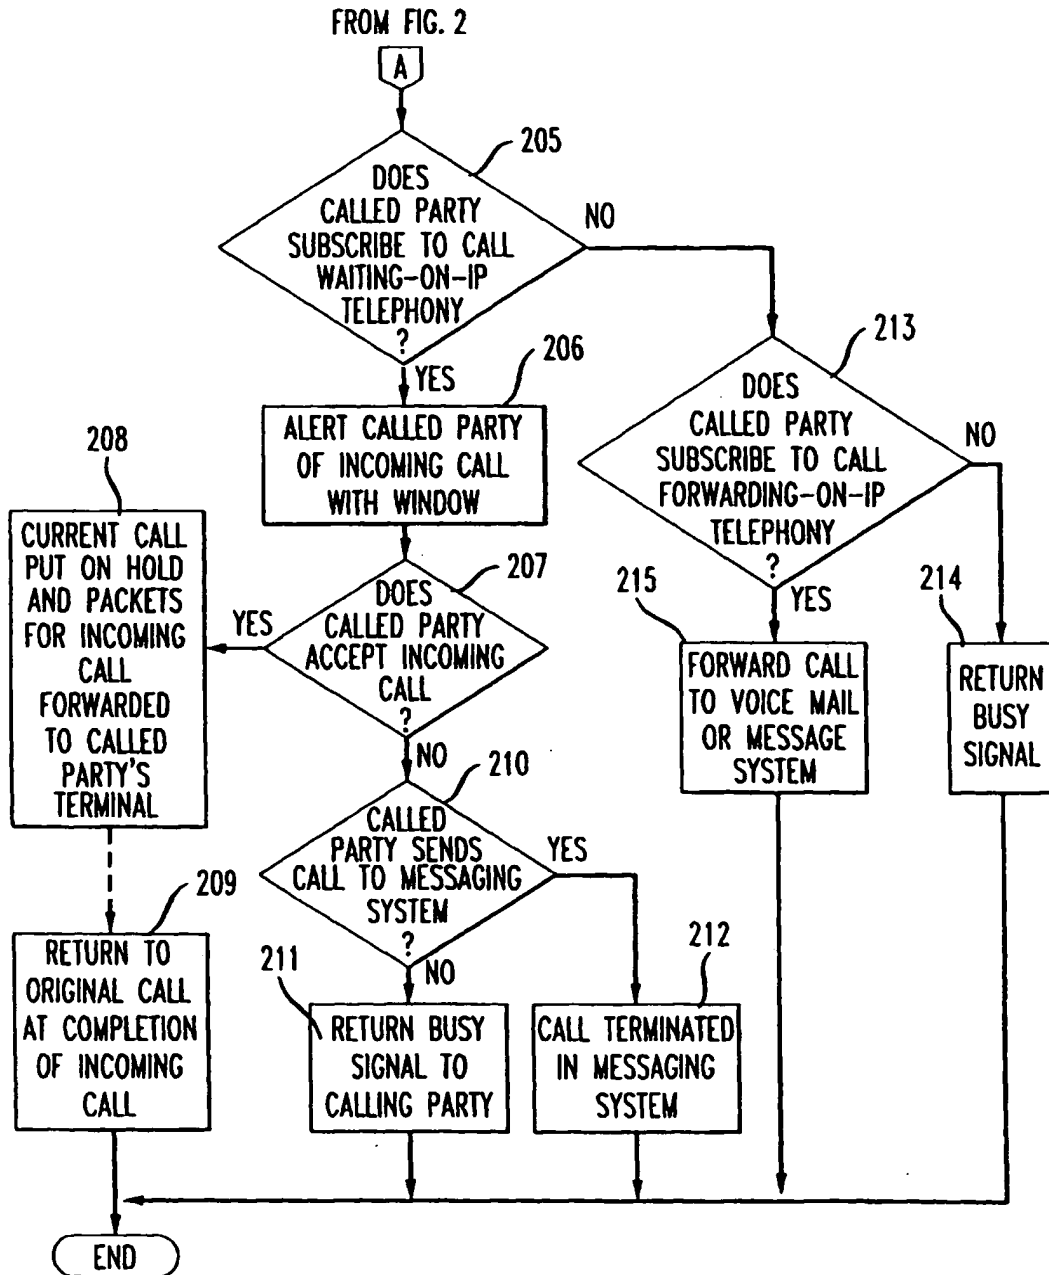 FROM FIG. 2
A
205
DOES
CALLED PARTY
SUBSCRIBE TO CALL
WAITING-ON-IP
TELEPHONY
?
NO
YES
206
ALERT CALLED PARTY
OF INCOMING CALL
WITH WINDOW
213
DOES
CALLED PARTY
SUBSCRIBE TO CALL
FORWARDING-ON-IP
TELEPHONY
?
NO
YES
207
DOES
CALLED PARTY
ACCEPT INCOMING
CALL
?
YES
NO
208
CURRENT CALL
PUT ON HOLD
AND PACKETS
FOR INCOMING
CALL
FORWARDED
TO CALLED
PARTY'S
TERMINAL
215
FORWARD CALL
TO VOICE MAIL
OR MESSAGE
SYSTEM
214
RETURN
BUSY
SIGNAL
210
CALLED
PARTY SENDS
CALL TO MESSAGING
SYSTEM
?
YES
NO
209
RETURN TO
ORIGINAL CALL
AT COMPLETION
OF INCOMING
CALL
211
RETURN BUSY
SIGNAL TO
CALLING PARTY
212
CALL TERMINATED
IN MESSAGING
SYSTEM
END